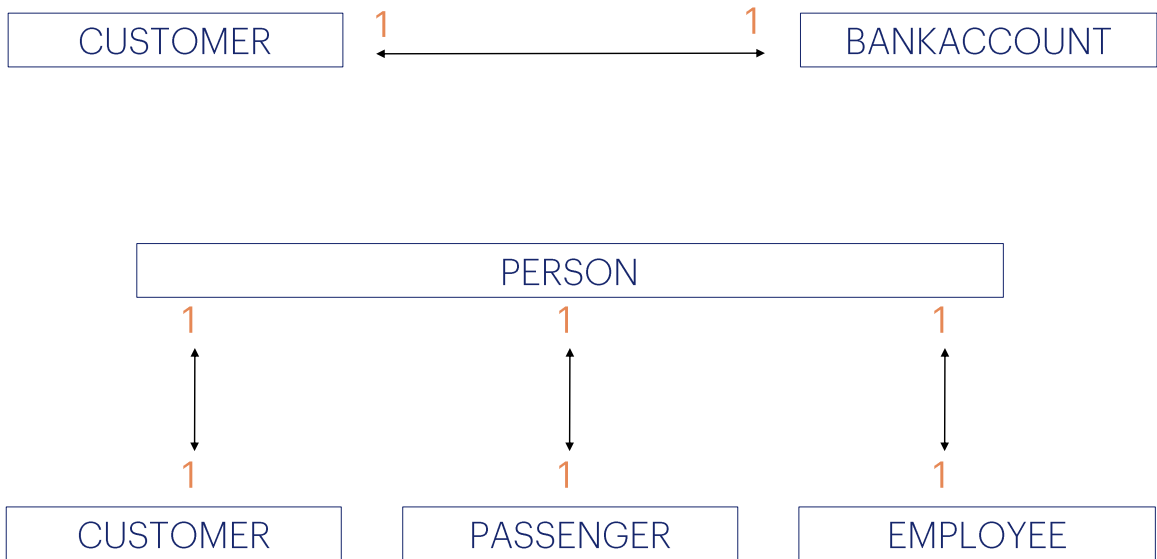 1 1
CUSTOMER BANKACCOUNT
PERSON
1 1 1
1 1 1
CUSTOMER PASSENGER EMPLOYEE